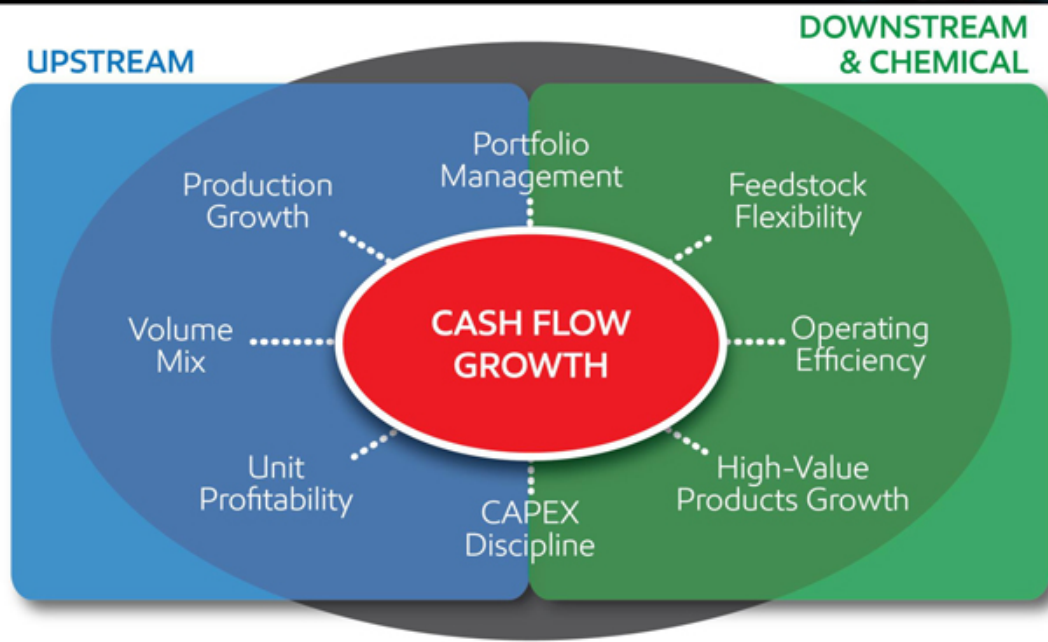 UPSTREAM
DOWNSTREAM
& CHEMICAL
Portfolio
Management
Production
Growth
Feedstock
Flexibility
Volume
Mix
CASH FLOW
GROWTH
Operating
Efficiency
Unit
Profitability
High-Value
Products Growth
CAPEX
Discipline